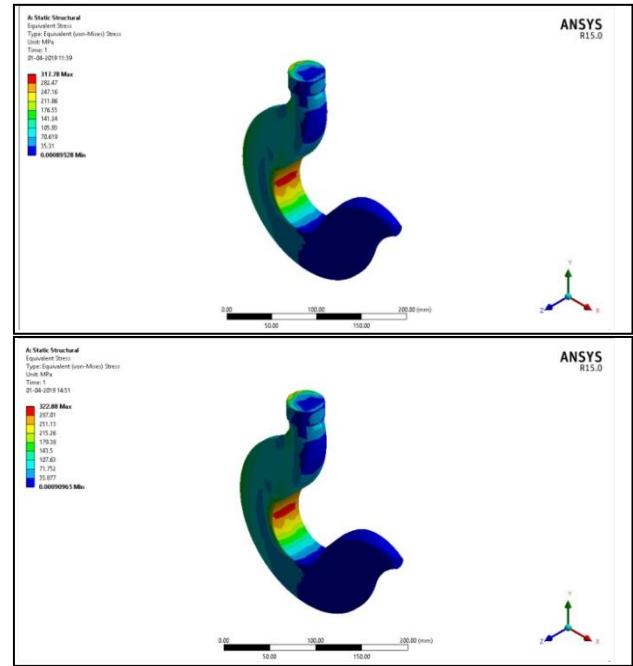 A: Static Structural
Equivalent Stress
Type: Equivalent (von-Mises) Stress
Unit: MPa
Time: 1
01-04-2019 11:39
317.78 Max
282.47
247.16
211.86
176.55
141.24
105.93
70.619
35.31
0.00089528 Min
ANSYS
R15.0
0.00 100.00 200.00 (mm)
50.00 150.00
Y
Z X
A: Static Structural
Equivalent Stress
Type: Equivalent (von-Mises) Stress
Unit: MPa
Time: 1
01-04-2019 14:51
322.88 Max
287.01
251.13
215.26
179.38
143.5
107.63
71.752
35.877
0.00090965 Min
ANSYS
R15.0
0.00 100.00 200.00 (mm)
50.00 150.00
Y
Z X